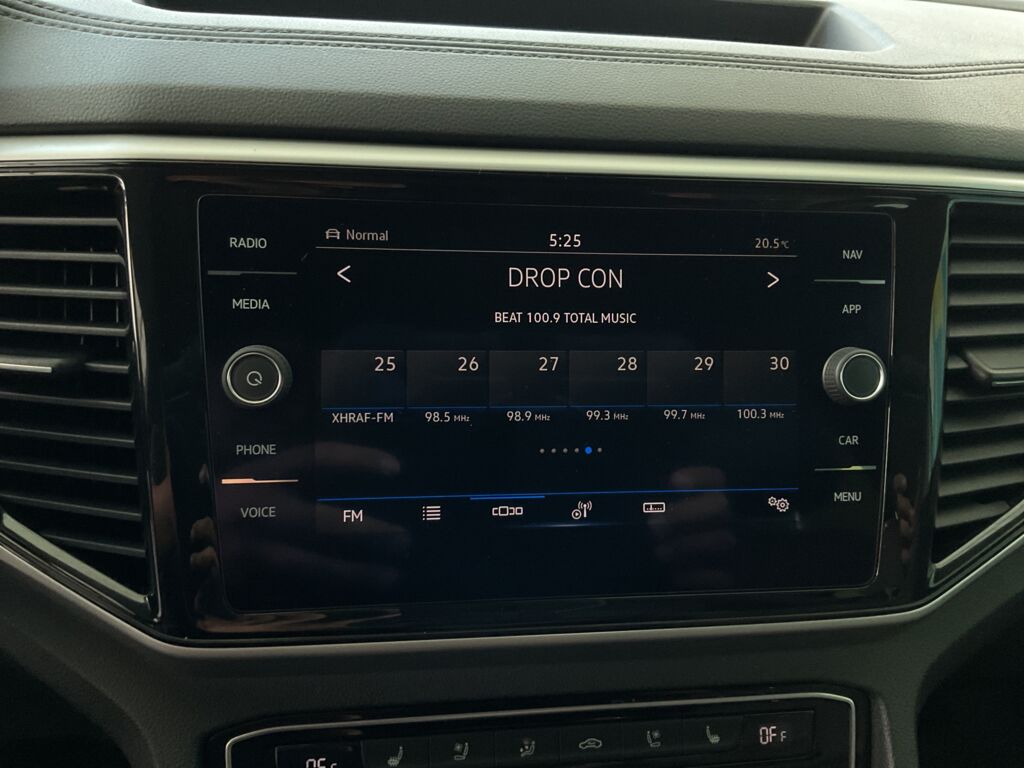 RADIO
MEDIA
PHONE
VOICE
Normal
5:25
20.5°C
< DROP CON >
BEAT 100.9 TOTAL MUSIC
25 26 27 28 29 30
XHRAF-FM 98.5 MHz 98.9 MHz 99.3 MHz 99.7 MHz 100.3 MHz
FM
NAV
APP
CAR
MENU
OFF
OFF